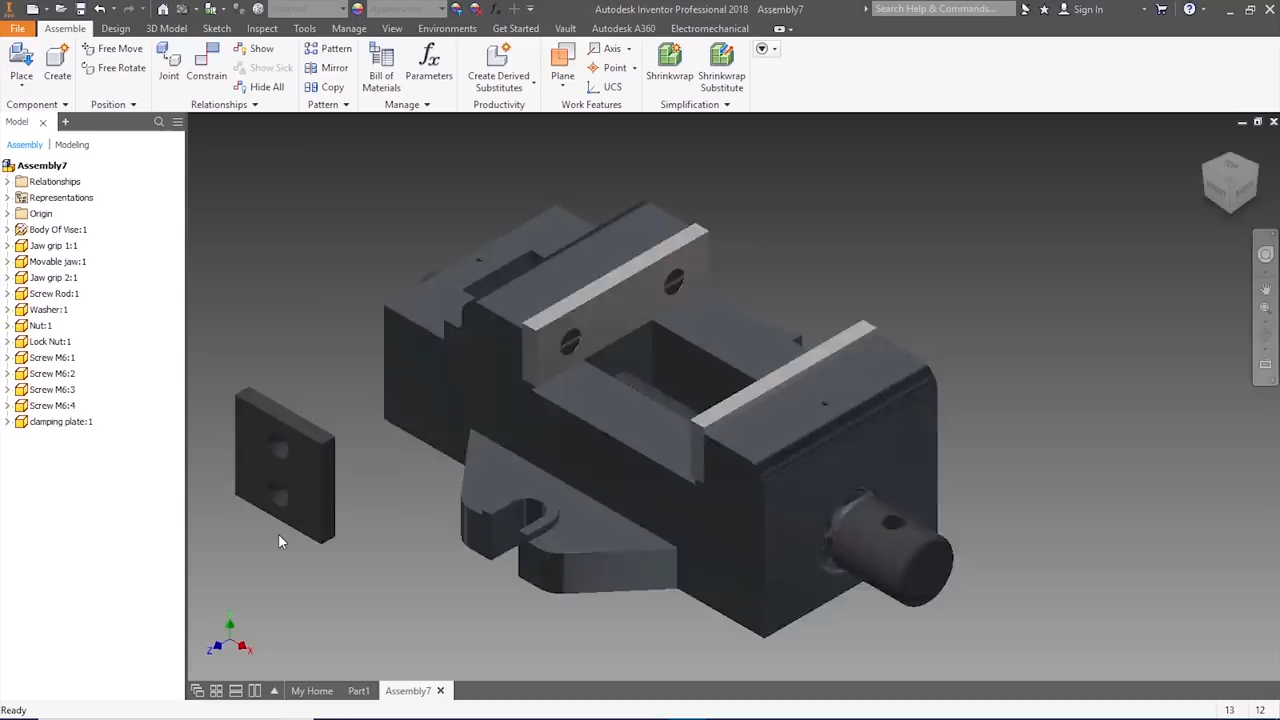 Material
Appearance
Autodesk Inventor Professional 2018 Assembly7
Search Help & Commands...
Sign In
File Assemble Design 3D Model Sketch Inspect Tools Manage View Environments Get Started Vault Autodesk A360 Electromechanical
Place
Create
Free Move
Free Rotate
Joint
Constrain
Show
Show Sick
Hide All
Pattern
Mirror
Copy
Bill of
Materials
Parameters
Create Derived
Substitutes
Plane
Axis
Point
UCS
Shrinkwrap
Shrinkwrap
Substitute
Component Position Relationships Pattern Manage Productivity Work Features Simplification
Model
Assembly Modeling
Assembly7
Relationships
Representations
Origin
Body Of Vise:1
Jaw grip 1:1
Movable jaw:1
Jaw grip 2:1
Screw Rod:1
Washer:1
Nut:1
Lock Nut:1
Screw M6:1
Screw M6:2
Screw M6:3
Screw M6:4
clamping plate:1
Y
Z
X
My Home Part1 Assembly7
Ready
13 12